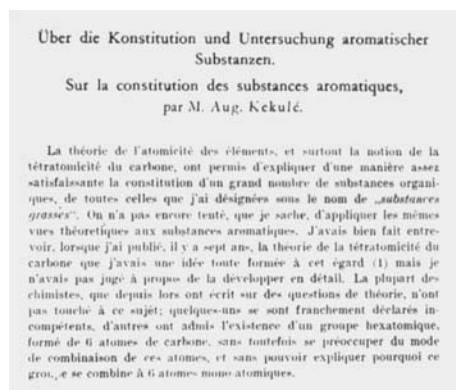 Über die Konstitution und Untersuchung aromatischer
Substanzen.
Sur la constitution des substances aromatiques,
par M. Aug. Kekulé.
La théorie de l'atomicité des éléments, et surtout la notion de la
tétratomicité du carbone, ont permis d'expliquer d'une manière assez
satisfaisante la constitution d'un grand nombre de substances organi-
ques, de toutes celles que j'ai désignées sous le nom de „substances
grasses“. On n'a pas encore tenté, que je sache, d'appliquer les mêmes
vues théoretiques aux substances aromatiques. J'avais bien fait entre-
voir, lorsque j'ai publié, il y a sept ans, la théorie de la tétratomicité du
carbone que j'avais une idée toute formée à cet égard (1) mais je
n'avais pas jugé à propos de la développer en détail. La plupart des
chimistes, que depuis lors ont écrit sur des questions de théorie, n'ont
pas touché à ce sujet; quelques-uns se sont franchement déclarés in-
compétents, d'autres ont admis l'existence d'un groupe hexatomique,
formé de 6 atomes de carbone, sans toutefois se préoccuper du mode
de combinaison de ces atomes, et sans pouvoir expliquer pourquoi ce
groupe se combine à 6 atomes mono-atomiques.